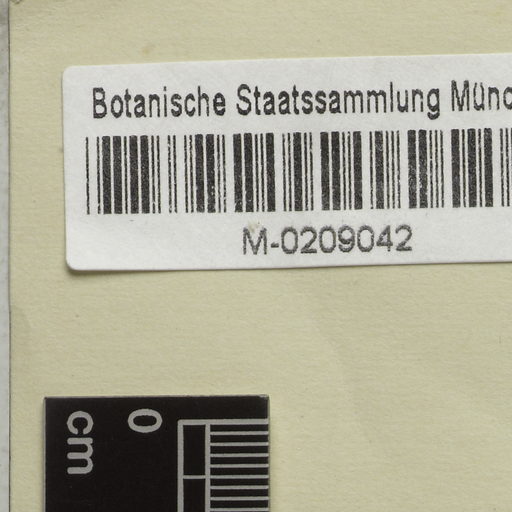 Botanische Staatssammlung Münc
M-0209042
0
cm